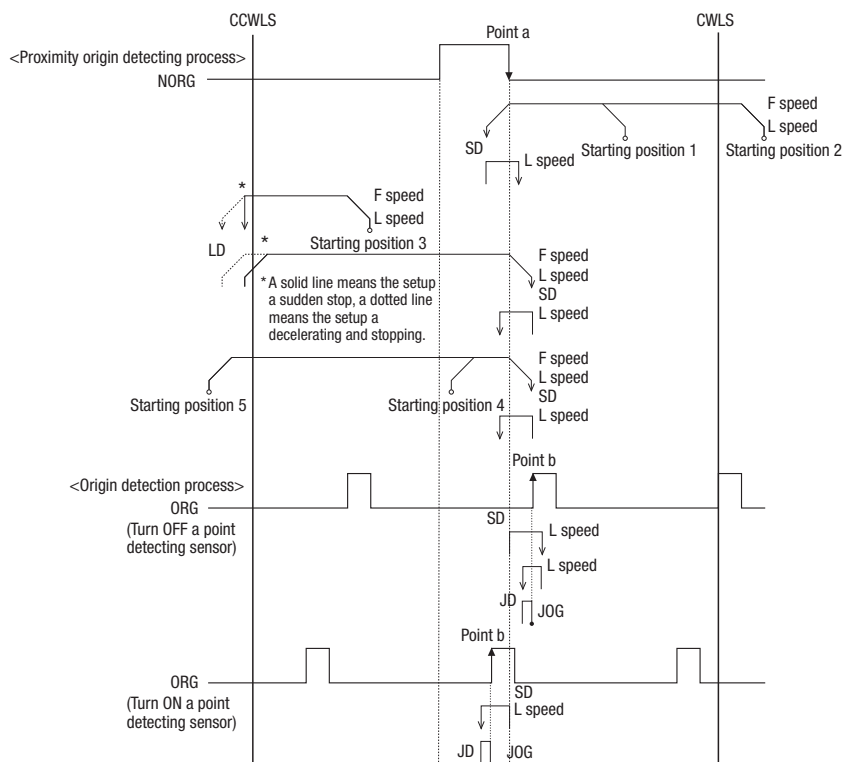 CCWLS
CWLS
Point a
<Proximity origin detecting process>
NORG
F speed
L speed
SD
Starting position 1
Starting position 2
L speed
*
F speed
L speed
LD
*
Starting position 3
F speed
L speed
SD
* A solid line means the setup
a sudden stop, a dotted line
means the setup a
decelerating and stopping.
L speed
F speed
L speed
SD
Starting position 5
Starting position 4
L speed
Point b
<Origin detection process>
ORG
(Turn OFF a point
detecting sensor)
SD
L speed
L speed
JD
JOG
Point b
ORG
(Turn ON a point
detecting sensor)
SD
L speed
JD
JOG